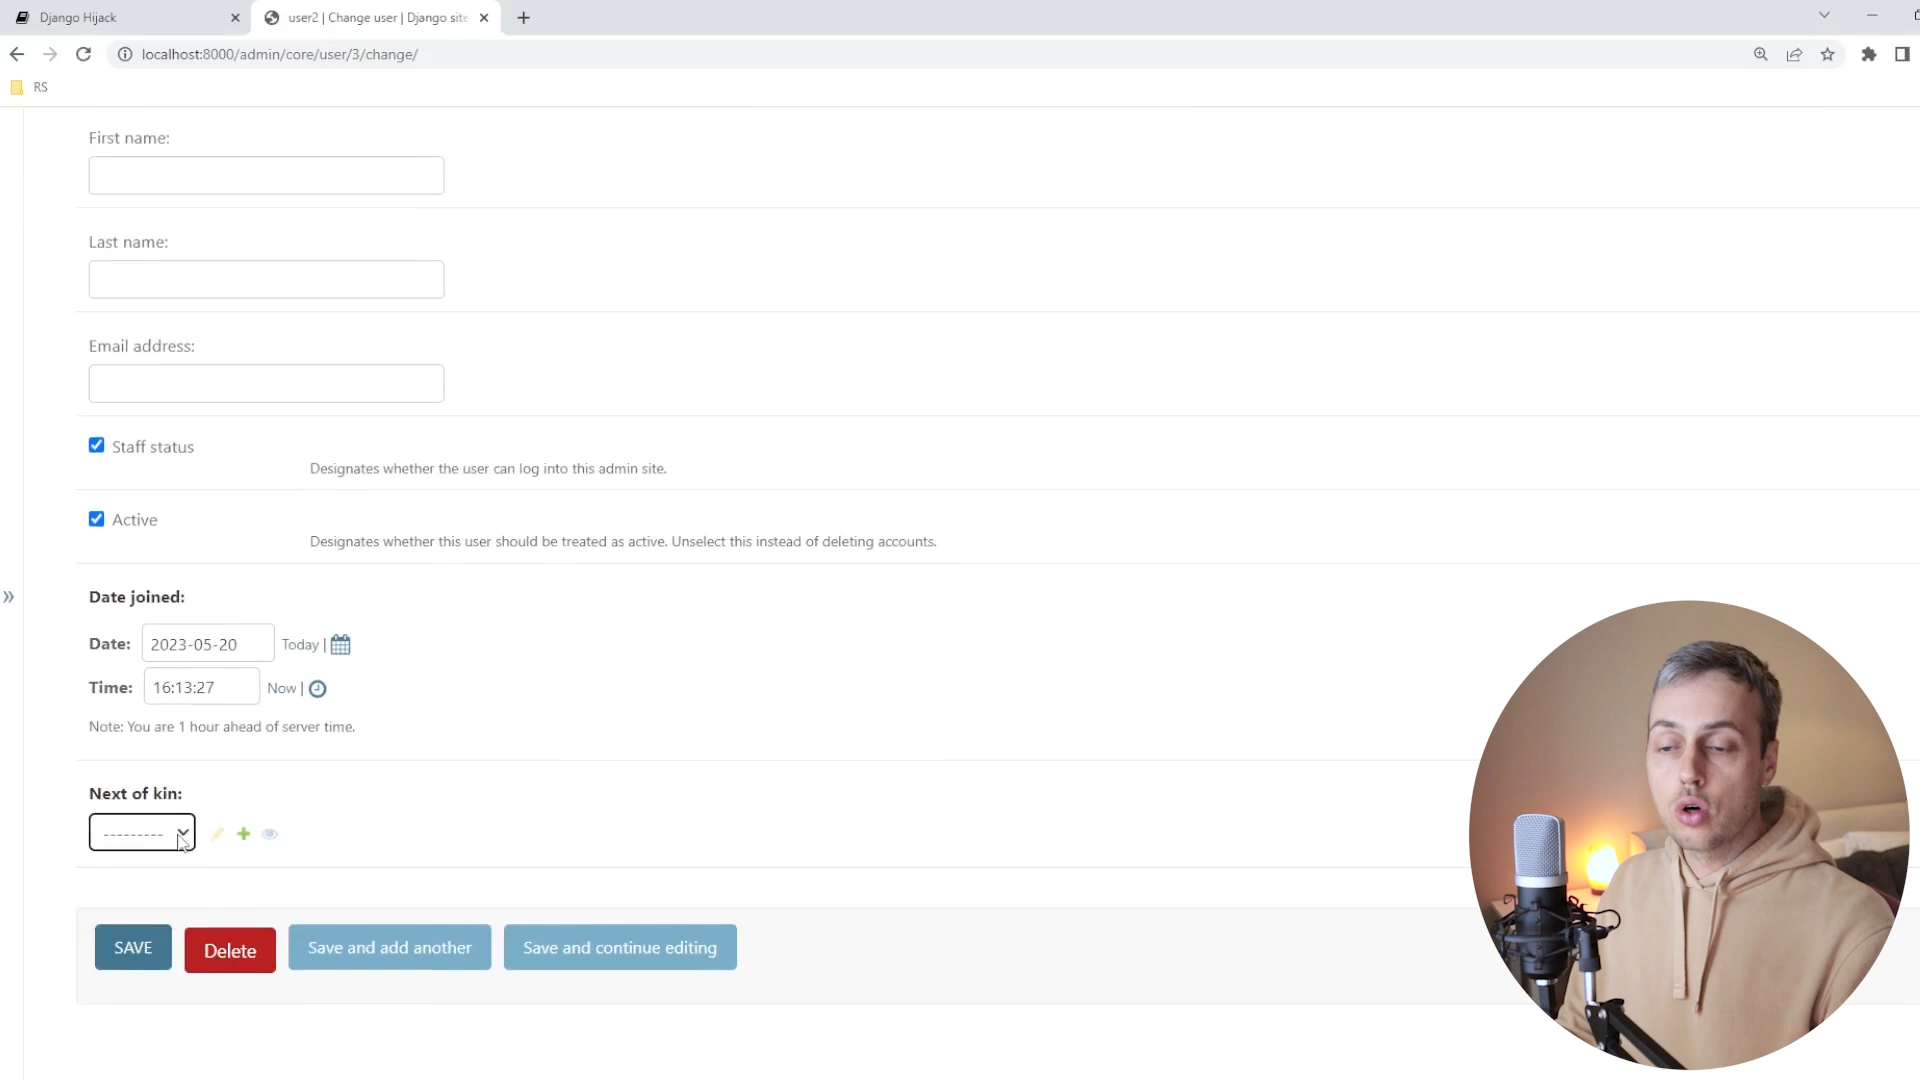 Django Hijack
user2 | Change user | Django site
localhost:8000/admin/core/user/3/change/
RS
First name:
Last name:
Email address:
Staff status
Designates whether the user can log into this admin site.
Active
Designates whether this user should be treated as active. Unselect this instead of deleting accounts.
Date joined:
Date: 2023-05-20 Today |
Time: 16:13:27 Now |
Note: You are 1 hour ahead of server time.
Next of kin:
---------
SAVE Delete Save and add another Save and continue editing